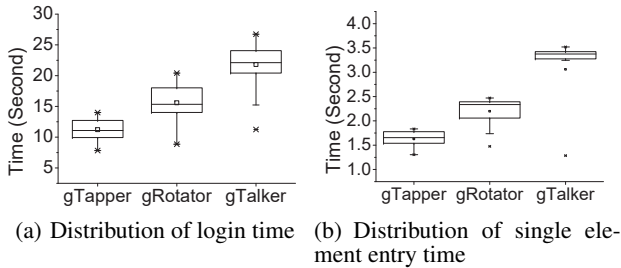 30
25
20
15
10
5
Time (Second)
gTapper gRotator gTalker
(a) Distribution of login time
4.0
3.5
3.0
2.5
2.0
1.5
1.0
Time (Second)
gTapper gRotator gTalker
(b) Distribution of single ele-
ment entry time